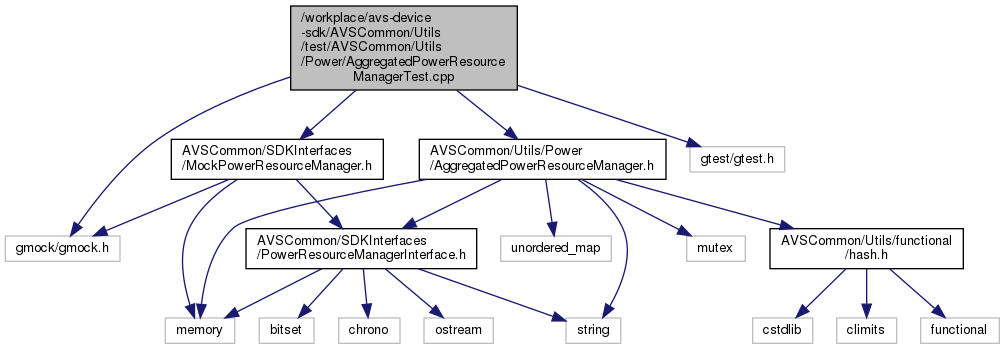 /workplace/avs-device
-sdk/AVSCommon/Utils
/test/AVSCommon/Utils
/Power/AggregatedPowerResource
ManagerTest.cpp
AVSCommon/SDKInterfaces
/MockPowerResourceManager.h
AVSCommon/Utils/Power
/AggregatedPowerResourceManager.h
gtest/gtest.h
gmock/gmock.h
AVSCommon/SDKInterfaces
/PowerResourceManagerInterface.h
unordered_map
mutex
AVSCommon/Utils/functional
/hash.h
memory
bitset
chrono
ostream
string
cstdlib
climits
functional